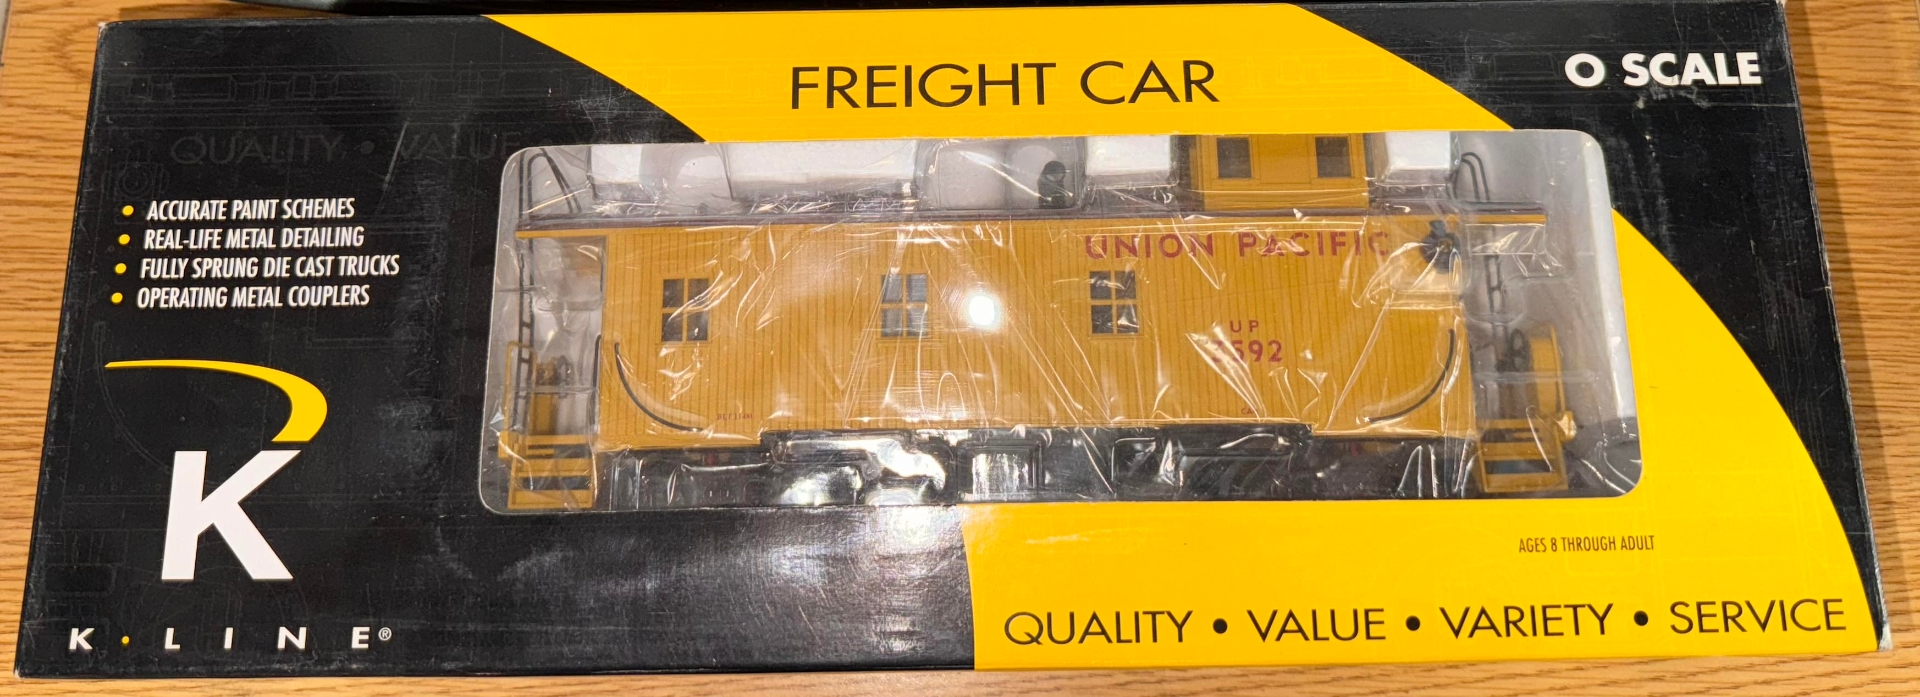 FREIGHT CAR
O SCALE
QUALITY • VALUE
• ACCURATE PAINT SCHEMES
• REAL-LIFE METAL DETAILING
• FULLY SPRUNG DIE CAST TRUCKS
• OPERATING METAL COUPLERS
UNION PACIFIC
UP
K
K·LINE®
AGES 8 THROUGH ADULT
QUALITY • VALUE • VARIETY • SERVICE